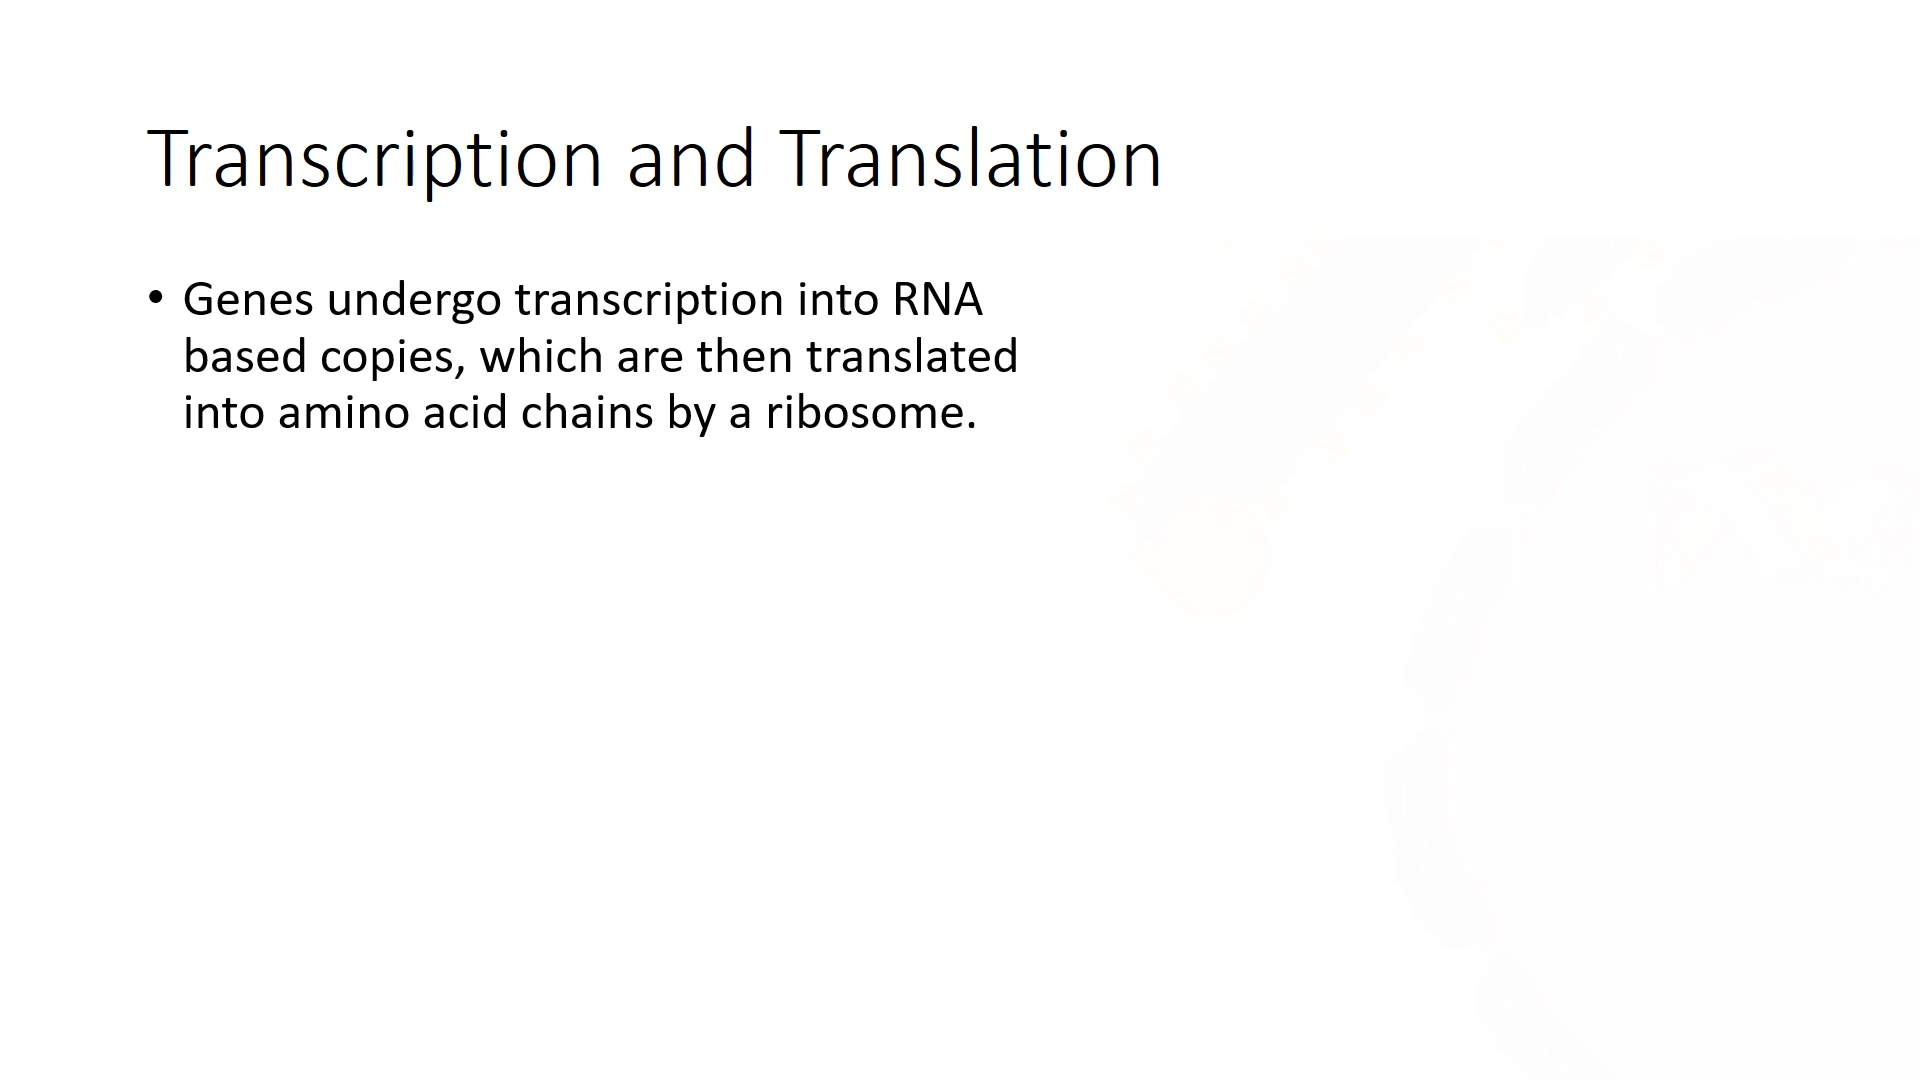 Transcription and Translation
• Genes undergo transcription into RNA
based copies, which are then translated
into amino acid chains by a ribosome.